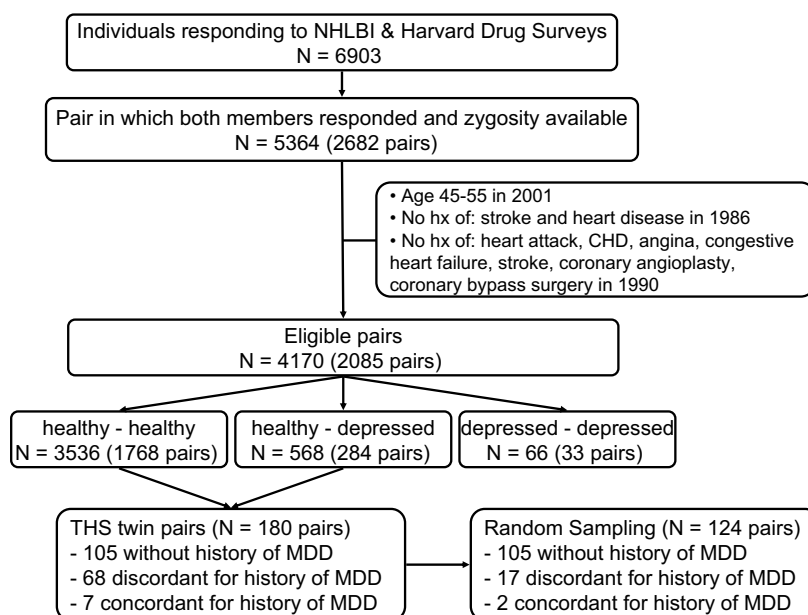 Individuals responding to NHLBI & Harvard Drug Surveys
N = 6903
Pair in which both members responded and zygosity available
N = 5364 (2682 pairs)
• Age 45-55 in 2001
• No hx of: stroke and heart disease in 1986
• No hx of: heart attack, CHD, angina, congestive
heart failure, stroke, coronary angioplasty,
coronary bypass surgery in 1990
Eligible pairs
N = 4170 (2085 pairs)
healthy - healthy
N = 3536 (1768 pairs)
healthy - depressed
N = 568 (284 pairs)
depressed - depressed
N = 66 (33 pairs)
THS twin pairs (N = 180 pairs)
- 105 without history of MDD
- 68 discordant for history of MDD
- 7 concordant for history of MDD
Random Sampling (N = 124 pairs)
- 105 without history of MDD
- 17 discordant for history of MDD
- 2 concordant for history of MDD